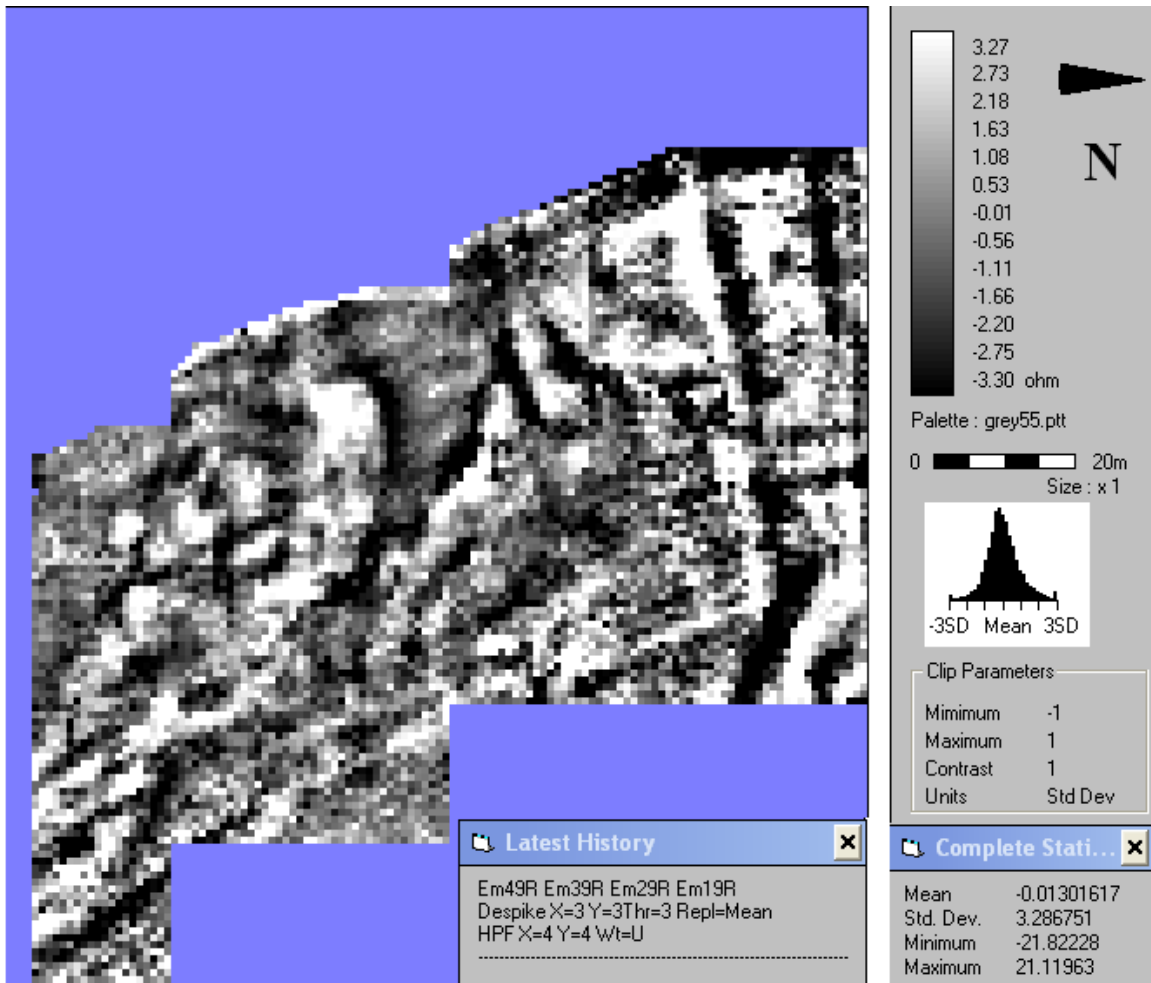 3.27
2.73
2.18
1.63
1.08
0.53
-0.01
-0.56
-1.11
-1.66
-2.20
-2.75
-3.30 ohm
N
Palette : grey55.ptt
0 20m
Size : x 1
-3SD Mean 3SD
Clip Parameters
Mimimum -1
Maximum 1
Contrast 1
Units Std Dev
Latest History
Em49R Em39R Em29R Em19R
Despike X=3 Y=3Thr=3 Repl=Mean
HPF X=4 Y=4 Wt=U
Complete Stati...
Mean -0.01301617
Std. Dev. 3.286751
Minimum -21.82228
Maximum 21.11963